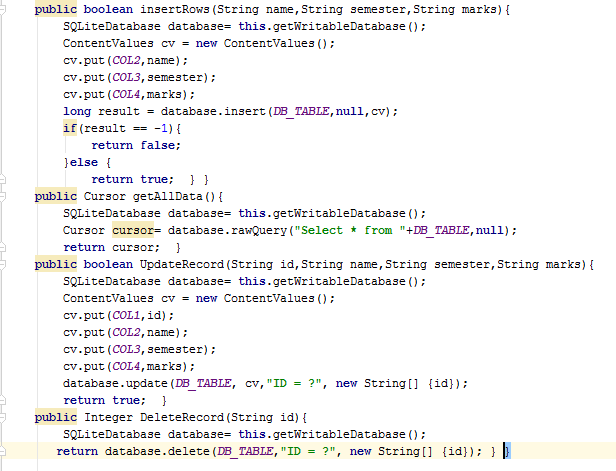 public boolean insertRows(String name,String semester,String marks){
SQLiteDatabase database= this.getWritableDatabase();
ContentValues cv = new ContentValues();
cv.put(COL2,name);
cv.put(COL3,semester);
cv.put(COL4,marks);
long result = database.insert(DB_TABLE,null,cv);
if(result == -1){
return false;
}else {
return true;  } }
public Cursor getAllData(){
SQLiteDatabase database= this.getWritableDatabase();
Cursor cursor= database.rawQuery("Select * from "+DB_TABLE,null);
return cursor;  }
public boolean UpdateRecord(String id,String name,String semester,String marks){
SQLiteDatabase database= this.getWritableDatabase();
ContentValues cv = new ContentValues();
cv.put(COL1,id);
cv.put(COL2,name);
cv.put(COL3,semester);
cv.put(COL4,marks);
database.update(DB_TABLE, cv,"ID = ?", new String[] {id});
return true;  }
public Integer DeleteRecord(String id){
SQLiteDatabase database= this.getWritableDatabase();
return database.delete(DB_TABLE,"ID = ?", new String[] {id}); } }